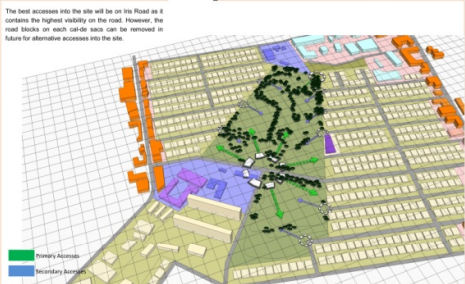 The best accesses into the site will be on Iris Road as it
contains the highest visibility on the road. However, the
road blocks on each cal-de sacs can be removed in
future for alternative accesses into the site.
Primary Accesses
Secondary Accesses